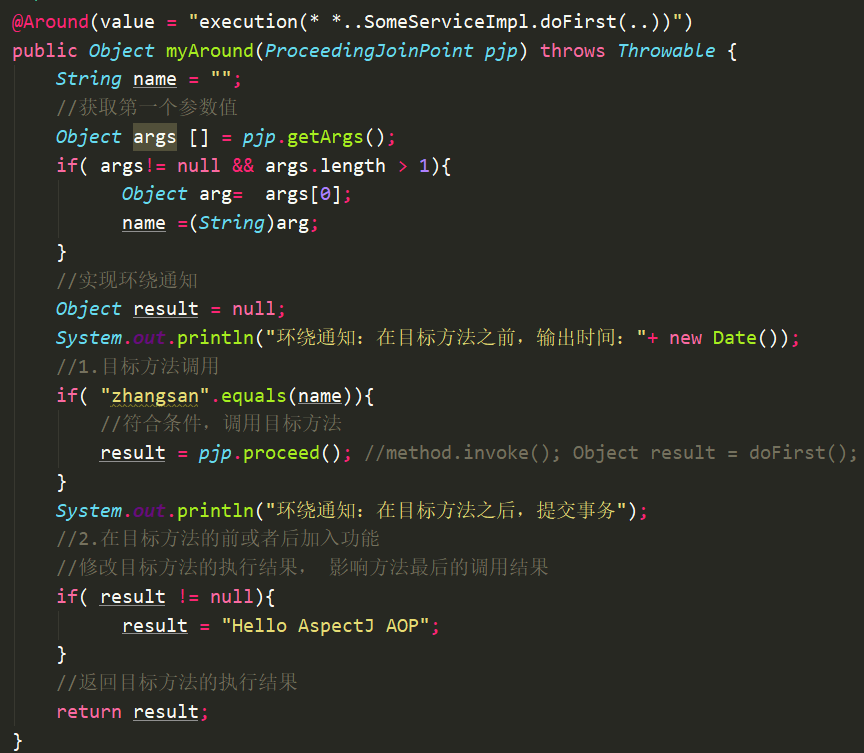 @Around(value = "execution(* *..SomeServiceImpl.doFirst(..))")
public Object myAround(ProceedingJoinPoint pjp) throws Throwable {
    String name = "";
    //获取第一个参数值
    Object args [] = pjp.getArgs();
    if( args!= null && args.length > 1){
          Object arg=  args[0];
          name =(String)arg;
    }
    //实现环绕通知
    Object result = null;
    System.out.println("环绕通知：在目标方法之前，输出时间："+ new Date());
    //1.目标方法调用
    if( "zhangsan".equals(name)){
        //符合条件，调用目标方法
        result = pjp.proceed(); //method.invoke(); Object result = doFirst();
    }
    System.out.println("环绕通知：在目标方法之后，提交事务");
    //2.在目标方法的前或者后加入功能
    //修改目标方法的执行结果， 影响方法最后的调用结果
    if( result != null){
          result = "Hello AspectJ AOP";
    }
    //返回目标方法的执行结果
    return result;
}